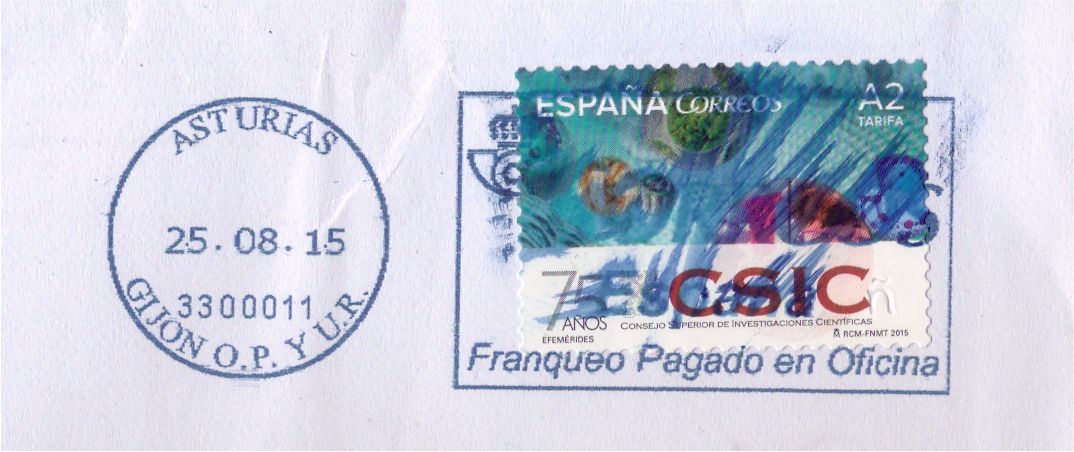 ASTURIAS
25.08.15
3300011
GIJON O.P. Y U.R.
ESPAÑA CORREOS
A2
TARIFA
75 AÑOS
EFEMÉRIDES
CSIC
CONSEJO SUPERIOR DE INVESTIGACIONES CIENTÍFICAS
RCM-FNMT 2015
España
ñ
Franqueo Pagado en Oficina